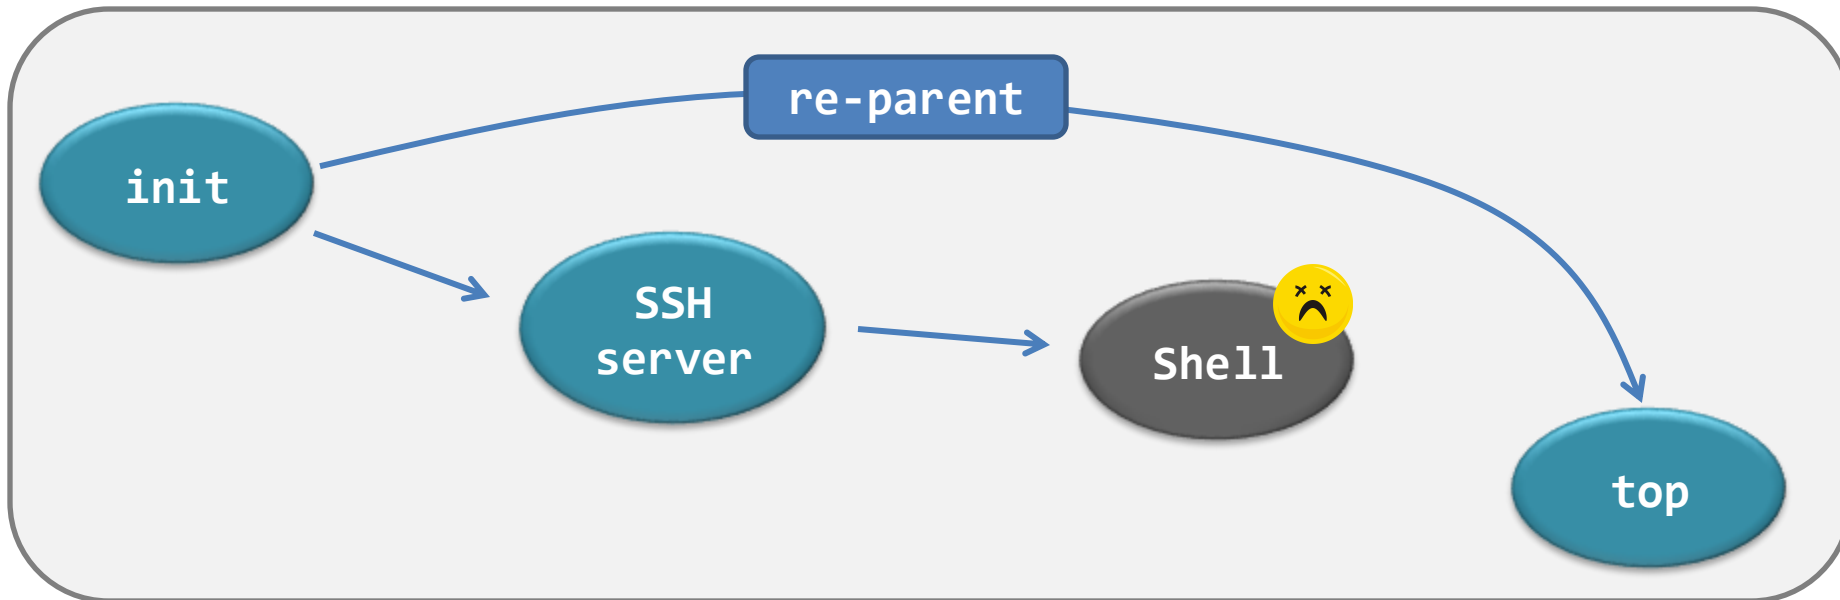 re-parent
init
SSH
server
Shell
top